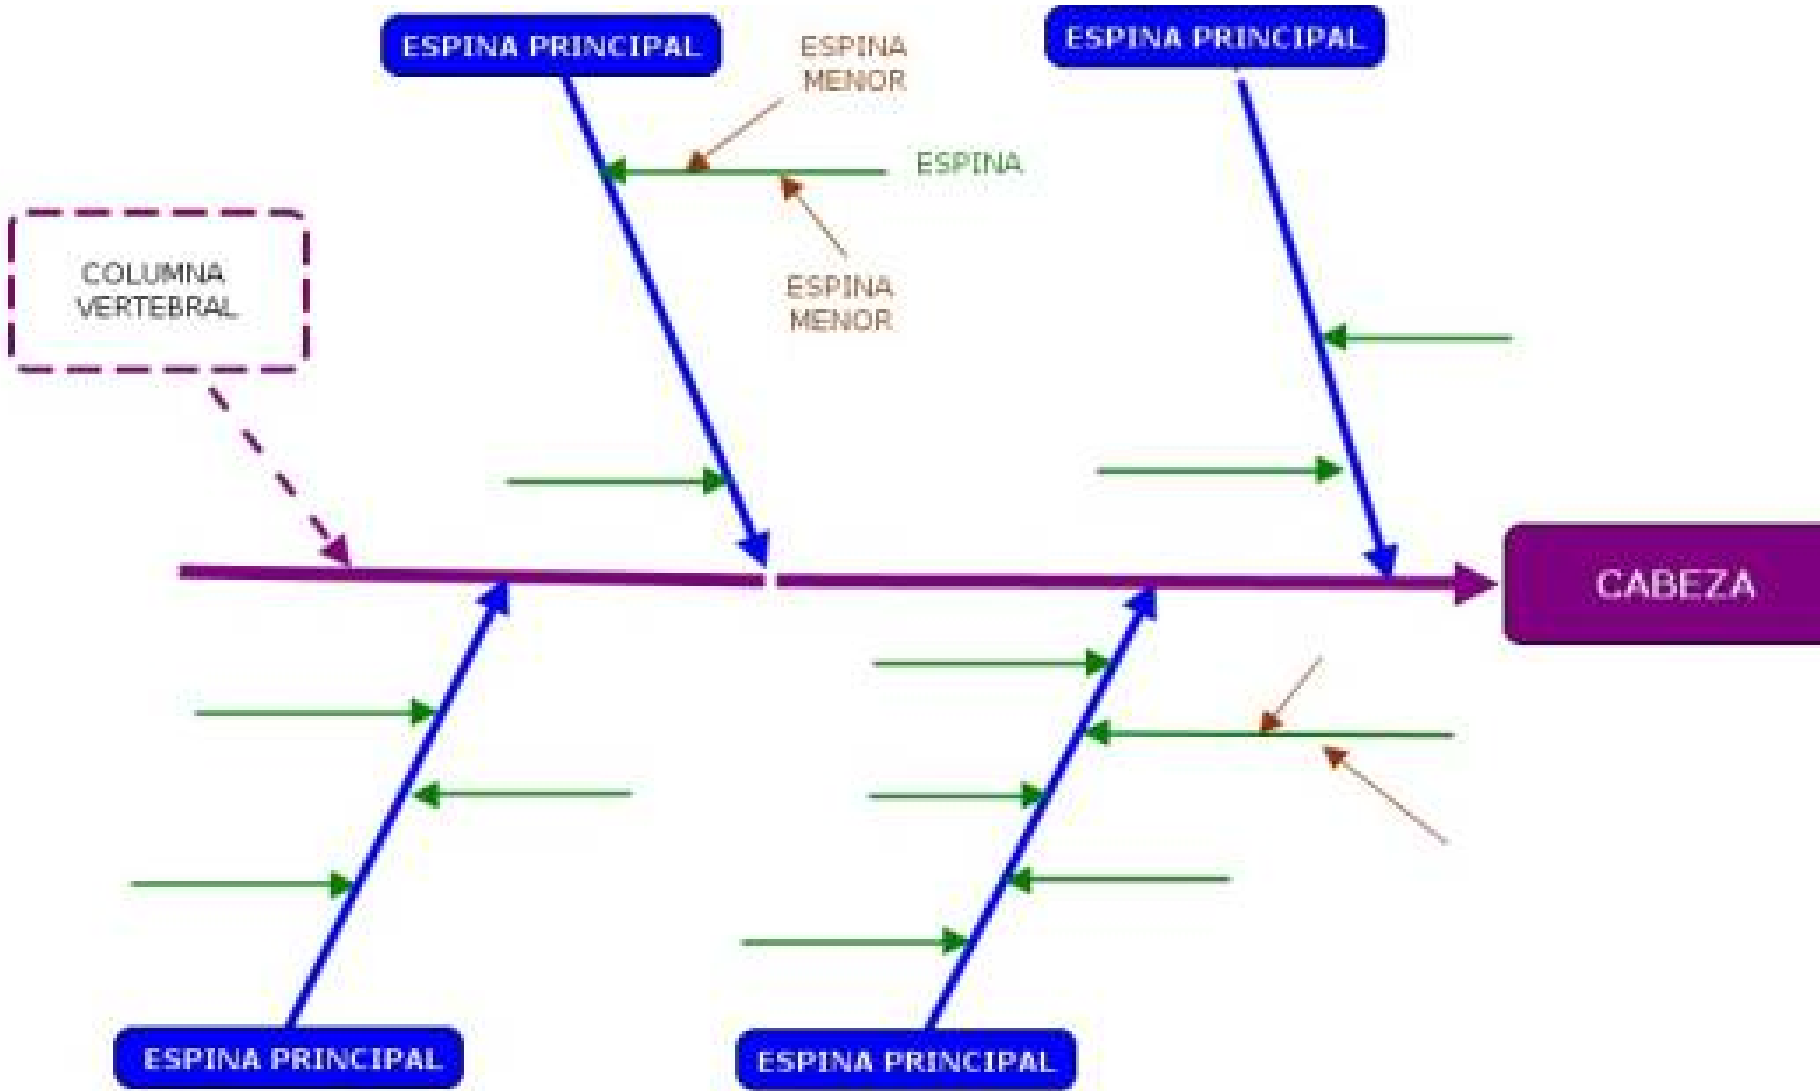 ESPINA PRINCIPAL
ESPINA PRINCIPAL
ESPINA
MENOR
ESPINA
COLUMNA
VERTEBRAL
ESPINA
MENOR
CABEZA
ESPINA PRINCIPAL
ESPINA PRINCIPAL